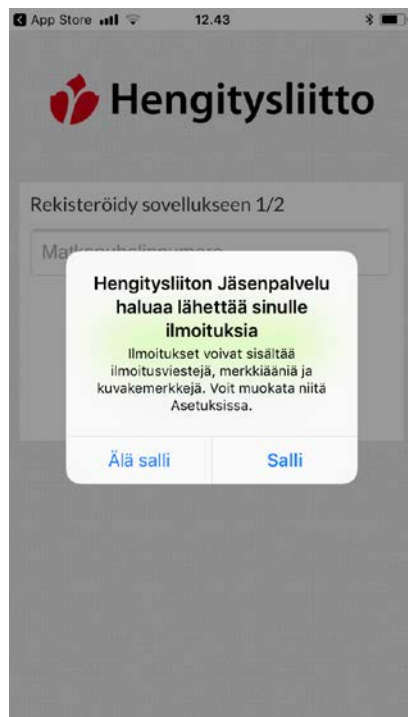 App Store 12.43
Hengitysliitto
Rekisteröidy sovellukseen 1/2
Hengitysliiton Jäsenpalvelu
haluaa lähettää sinulle
ilmoituksia
Ilmoitukset voivat sisältää
ilmoitusviestejä, merkkiääniä ja
kuvakemerkkejä. Voit muokata niitä
Asetuksissa.
Älä salli Salli